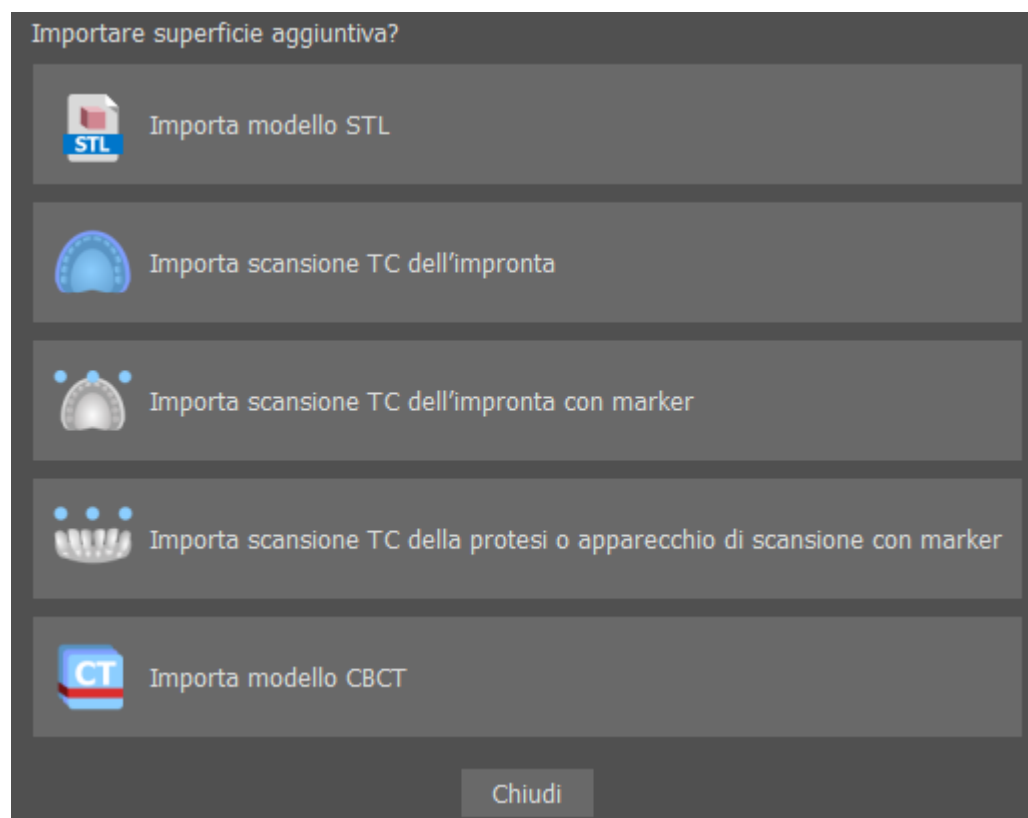 Importare superficie aggiuntiva?
STL
Importa modello STL
Importa scansione TC dell'impronta
Importa scansione TC dell'impronta con marker
Importa scansione TC della protesi o apparecchio di scansione con marker
CT
Importa modello CBCT
Chiudi